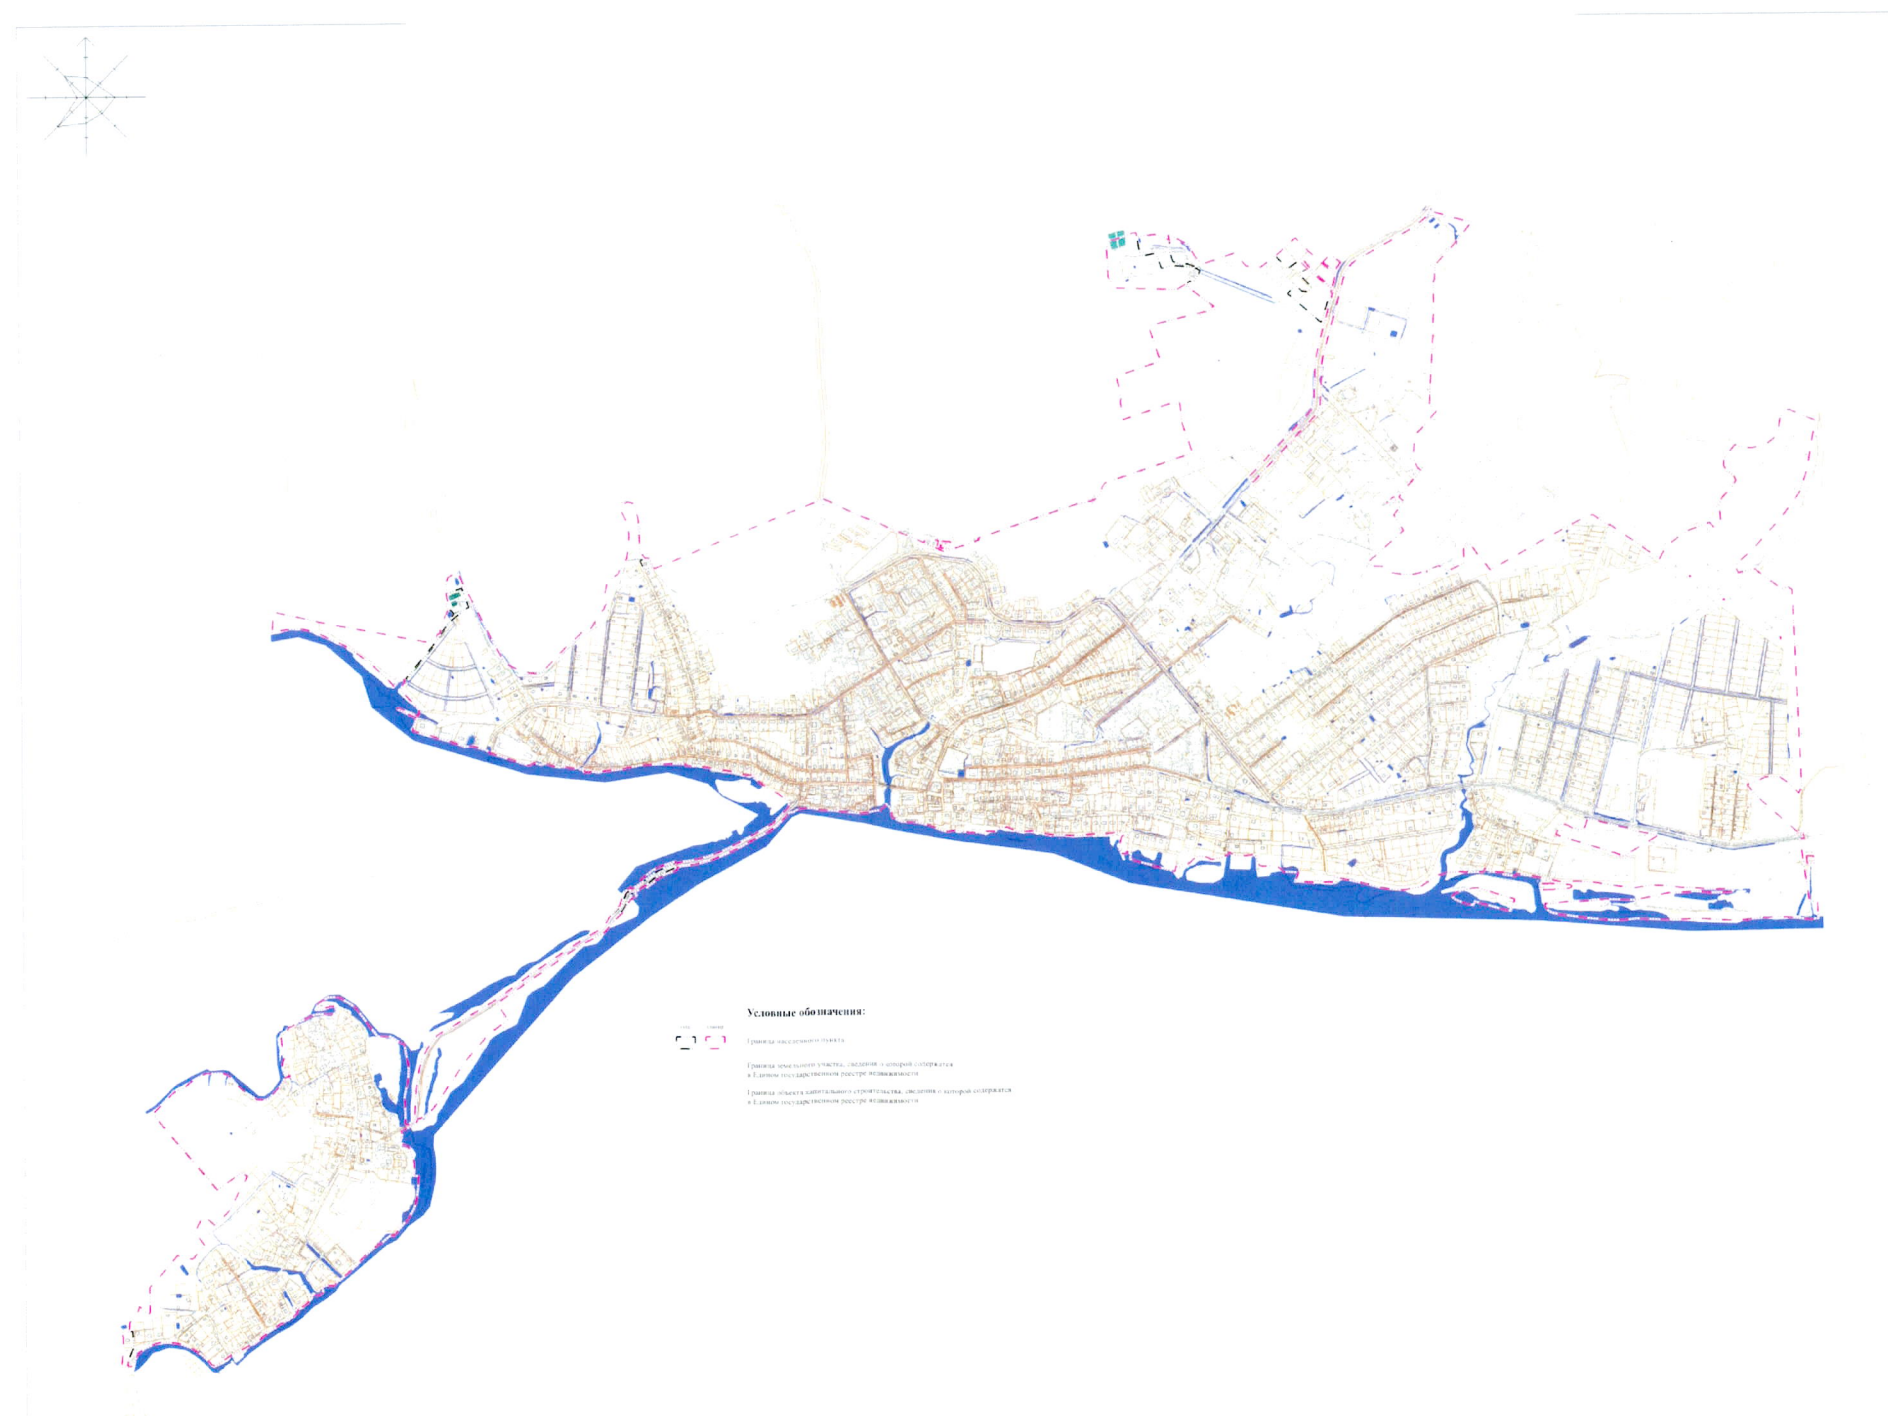 Условные обозначения:
Граница населенного пункта
Граница земельного участка, сведения о которой содержатся
в Едином государственном реестре недвижимости
Граница объекта капитального строительства, сведения о которой содержатся
в Едином государственном реестре недвижимости